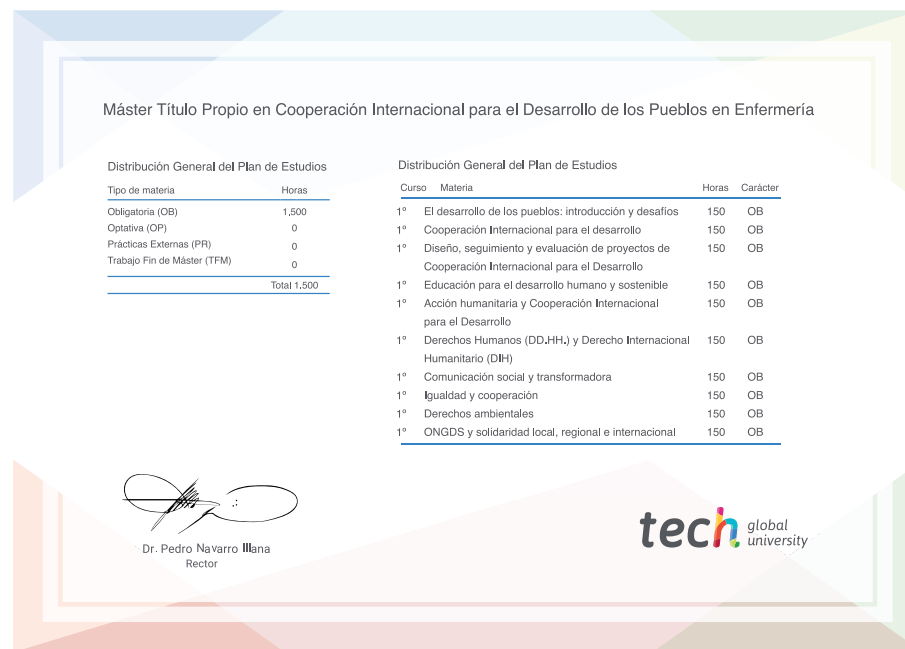 Máster Título Propio en Cooperación Internacional para el Desarrollo de los Pueblos en Enfermería
Distribución General del Plan de Estudios
Tipo de materia Horas
Obligatoria (OB) 1,500
Optativa (OP) 0
Prácticas Externas (PR) 0
Trabajo Fin de Máster (TFM) 0
Total 1.500
Distribución General del Plan de Estudios
Curso Materia Horas Carácter
1º El desarrollo de los pueblos: introducción y desafíos 150 OB
1º Cooperación Internacional para el desarrollo 150 OB
1º Diseño, seguimiento y evaluación de proyectos de 150 OB
Cooperación Internacional para el Desarrollo
1º Educación para el desarrollo humano y sostenible 150 OB
1º Acción humanitaria y Cooperación Internacional 150 OB
para el Desarrollo
1º Derechos Humanos (DD.HH.) y Derecho Internacional 150 OB
Humanitario (DIH)
1º Comunicación social y transformadora 150 OB
1º Igualdad y cooperación 150 OB
1º Derechos ambientales 150 OB
1º ONGDS y solidaridad local, regional e internacional 150 OB
Dr. Pedro Navarro Illana
Rector
tech global
university